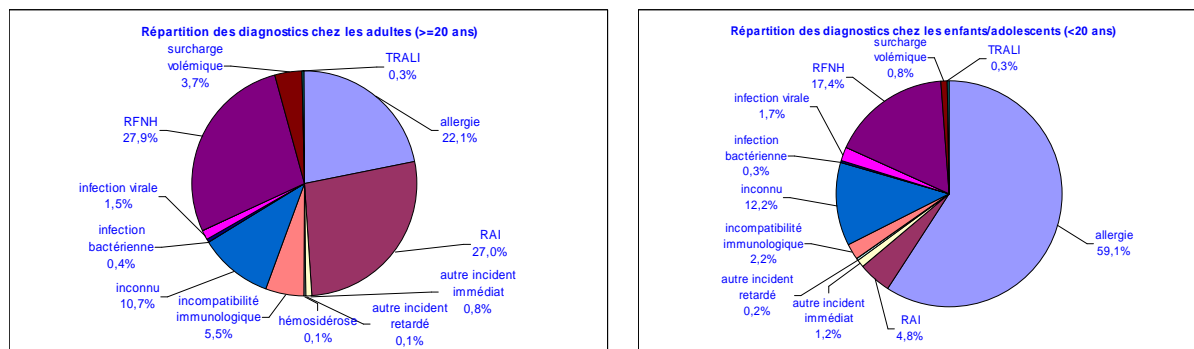 Répartition des diagnostics chez les adultes (>=20 ans)
surcharge
volémique
3,7%
TRALI
0,3%
RFNH
27,9%
allergie
22,1%
infection virale
1,5%
infection
bactérienne
0,4%
inconnu
10,7%
incompatibilité
immunologique
5,5%
hémosidérose
0,1%
autre incident
retardé
0,1%
autre incident
immédiat
0,8%
RAI
27,0%
Répartition des diagnostics chez les enfants/adolescents (<20 ans)
surcharge
volémique
0,8%
TRALI
0,3%
RFNH
17,4%
infection virale
1,7%
infection
bactérienne
0,3%
inconnu
12,2%
incompatibilité
immunologique
2,2%
autre incident
retardé
0,2%
autre incident
immédiat
1,2%
RAI
4,8%
allergie
59,1%